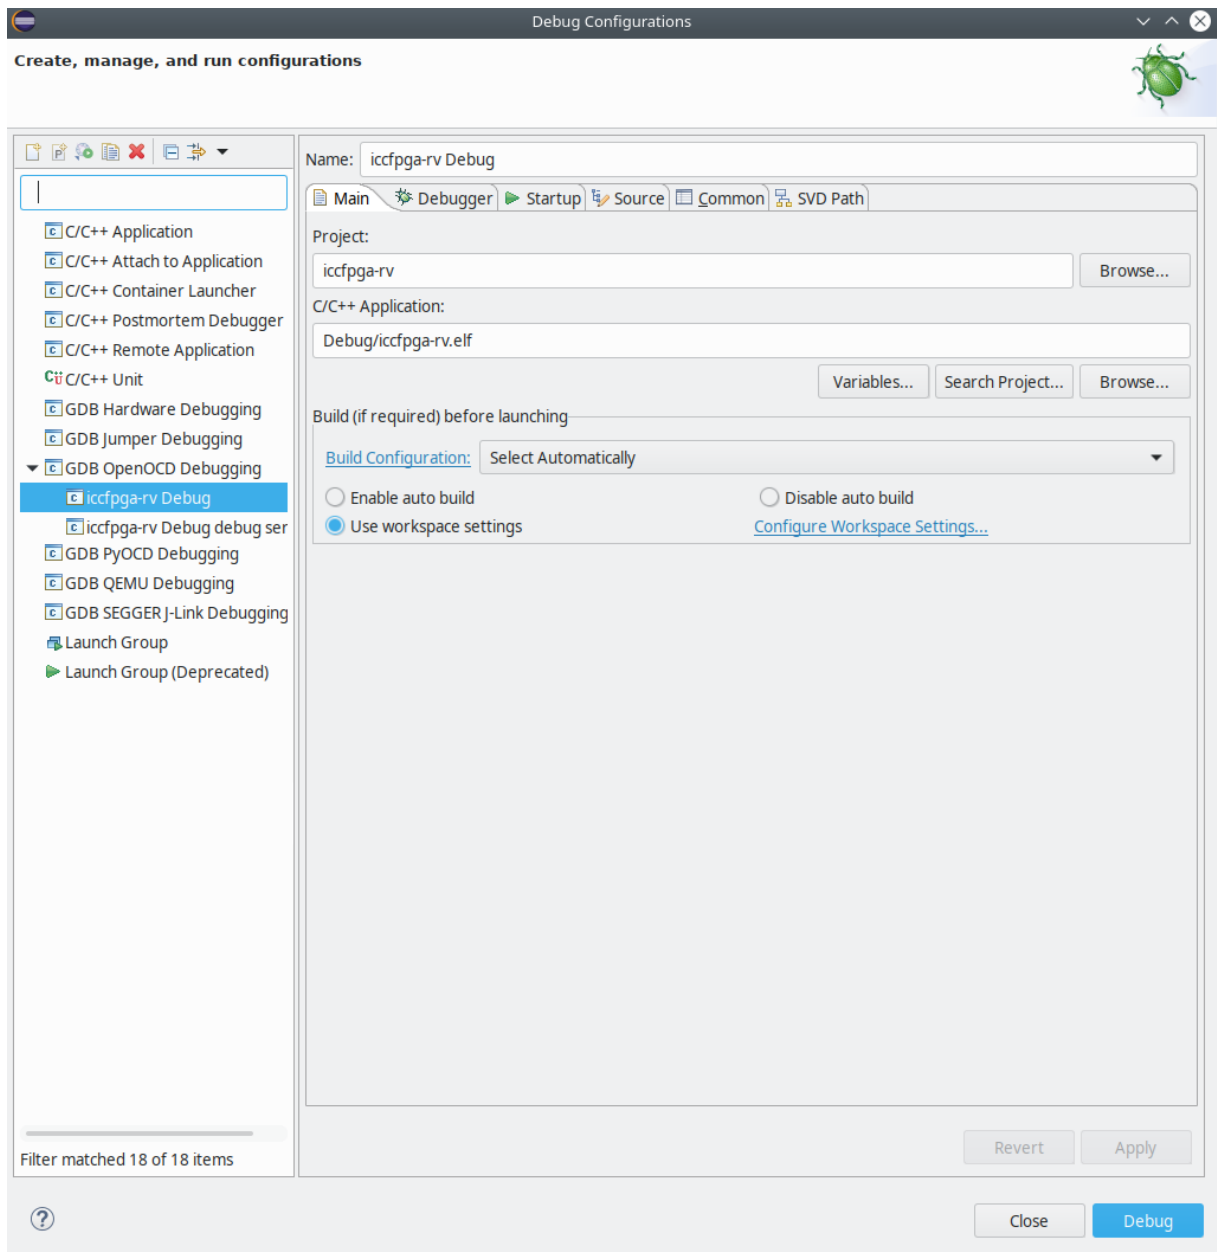 Debug Configurations
Create, manage, and run configurations
Name: iccfpga-rv Debug
Main Debugger Startup Source Common SVD Path
C/C++ Application
C/C++ Attach to Application
C/C++ Container Launcher
C/C++ Postmortem Debugger
C/C++ Remote Application
C/C++ Unit
GDB Hardware Debugging
GDB Jumper Debugging
GDB OpenOCD Debugging
iccfpga-rv Debug
iccfpga-rv Debug debug ser
GDB PyOCD Debugging
GDB QEMU Debugging
GDB SEGGER J-Link Debugging
Launch Group
Launch Group (Deprecated)
Filter matched 18 of 18 items
Project:
iccfpga-rv Browse...
C/C++ Application:
Debug/iccfpga-rv.elf
Variables... Search Project... Browse...
Build (if required) before launching
Build Configuration: Select Automatically
Enable auto build Disable auto build
Use workspace settings Configure Workspace Settings...
Revert Apply
Close Debug